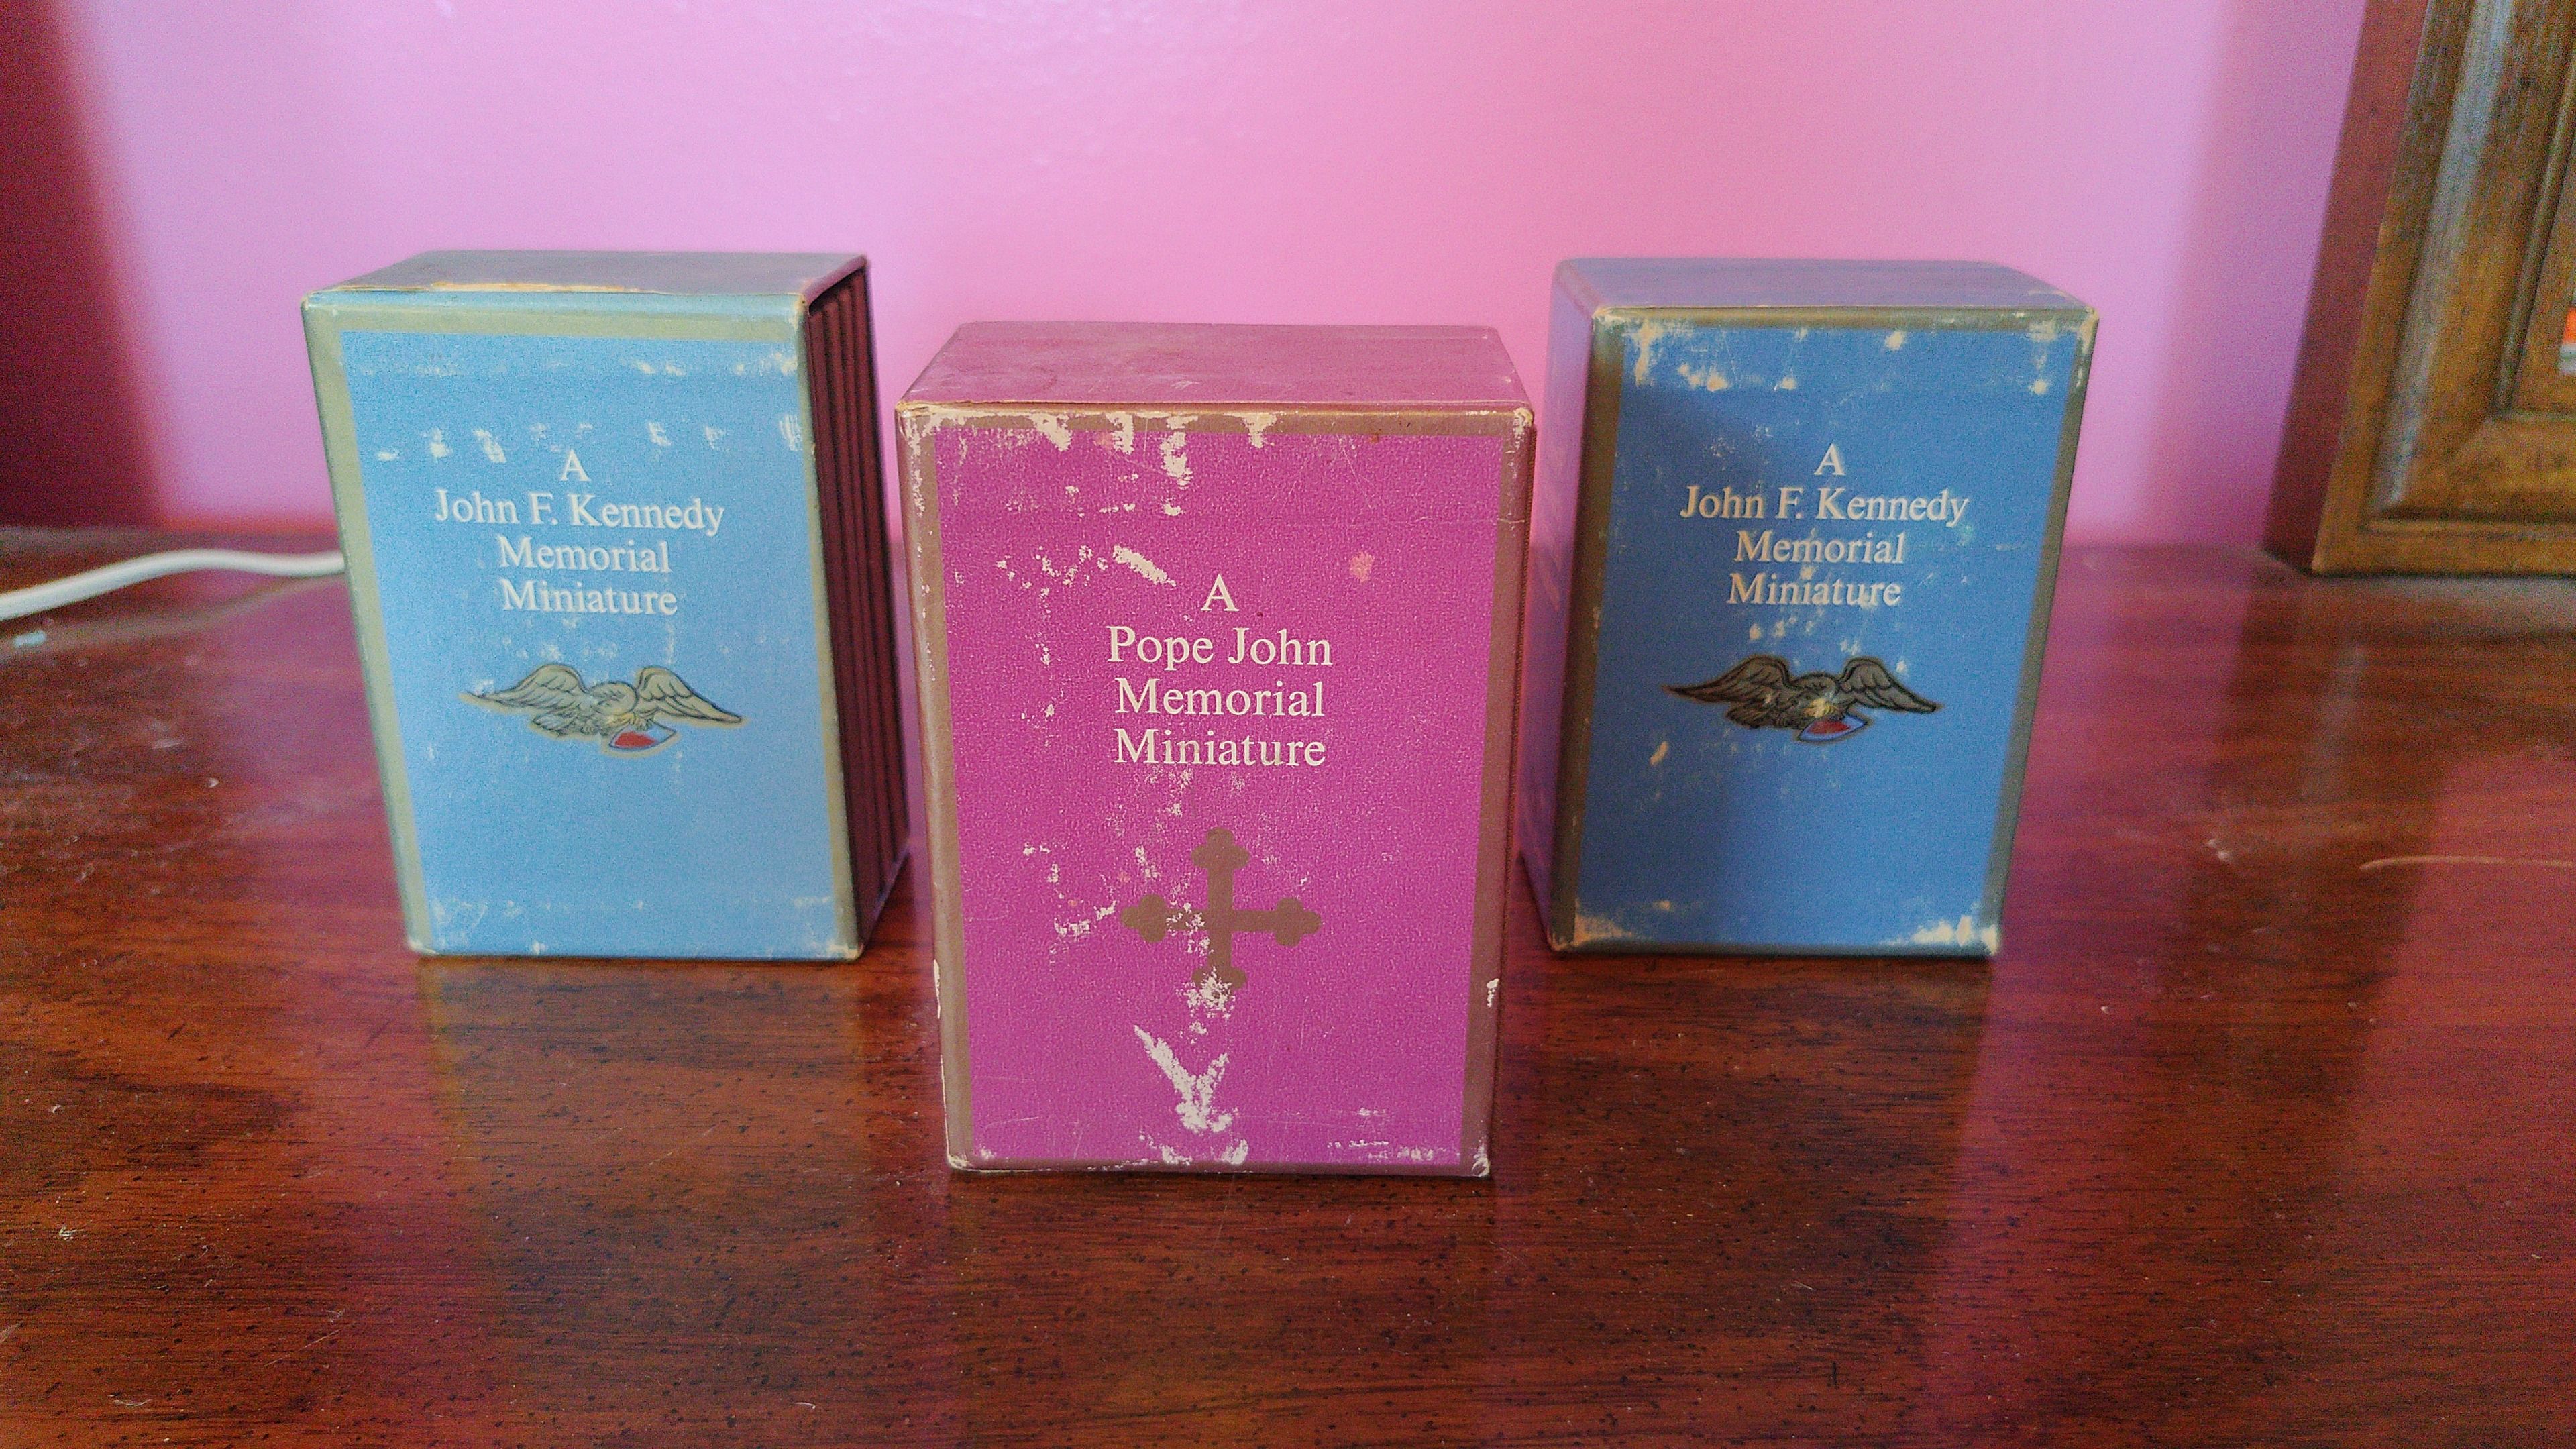 A
John F. Kennedy
Memorial
Miniature
A
Pope John
Memorial
Miniature
A
John F. Kennedy
Memorial
Miniature